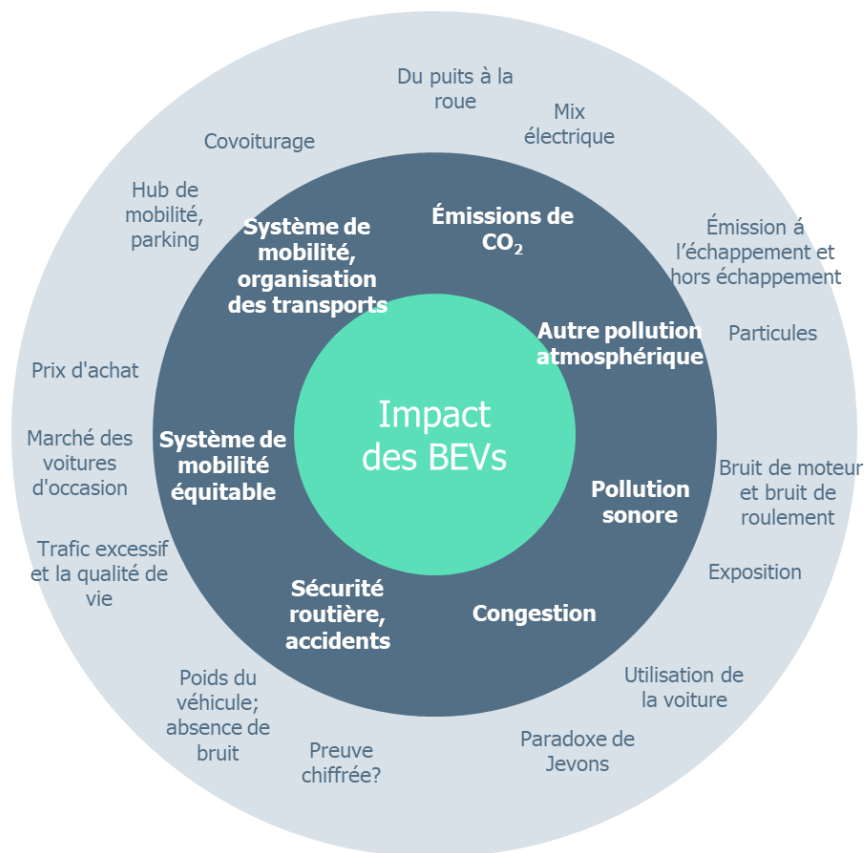 Du puits à la
roue
Mix
électrique
Covoiturage
Hub de
mobilité,
parking
Émissions de
CO₂
Système de
mobilité,
organisation
des transports
Émission á
l’échappement et
hors échappement
Autre pollution
atmosphérique
Particules
Prix d'achat
Impact
des BEVs
Marché des
voitures
d'occasion
Système de
mobilité
équitable
Bruit de moteur
et bruit de
roulement
Pollution
sonore
Trafic excessif
et la qualité de
vie
Exposition
Sécurité
routière,
accidents
Congestion
Poids du
véhicule;
absence de
bruit
Utilisation de
la voiture
Preuve
chiffrée?
Paradoxe de
Jevons